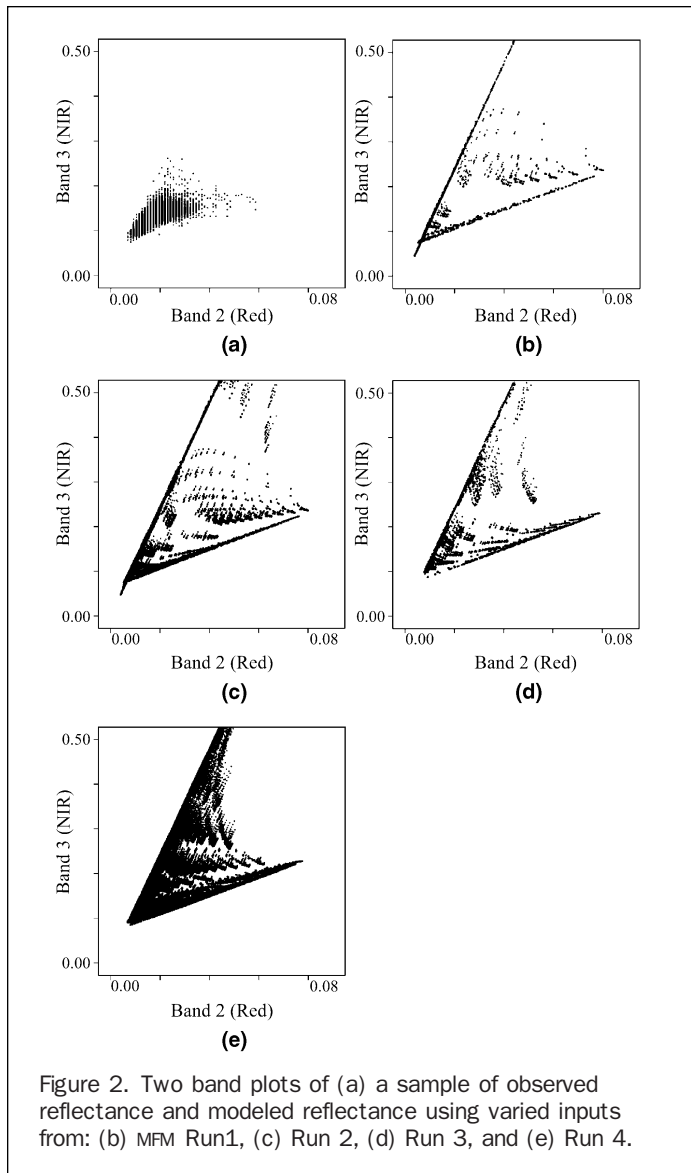 0.50
Band 3 (NIR)
0.00
0.00
0.08
Band 2 (Red)
(a)
0.50
Band 3 (NIR)
0.00
0.00
0.08
Band 2 (Red)
(b)
0.50
Band 3 (NIR)
0.00
0.00
0.08
Band 2 (Red)
(c)
0.50
Band 3 (NIR)
0.00
0.00
0.08
Band 2 (Red)
(d)
0.50
Band 3 (NIR)
0.00
0.00
0.08
Band 2 (Red)
(e)
Figure 2. Two band plots of (a) a sample of observed
reflectance and modeled reflectance using varied inputs
from: (b) MFM Run1, (c) Run 2, (d) Run 3, and (e) Run 4.